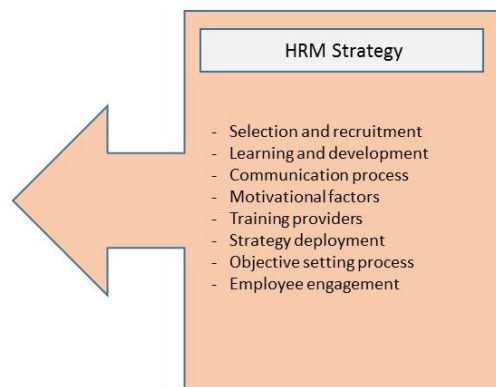 HRM Strategy
- Selection and recruitment
- Learning and development
- Communication process
- Motivational factors
- Training providers
- Strategy deployment
- Objective setting process
- Employee engagement